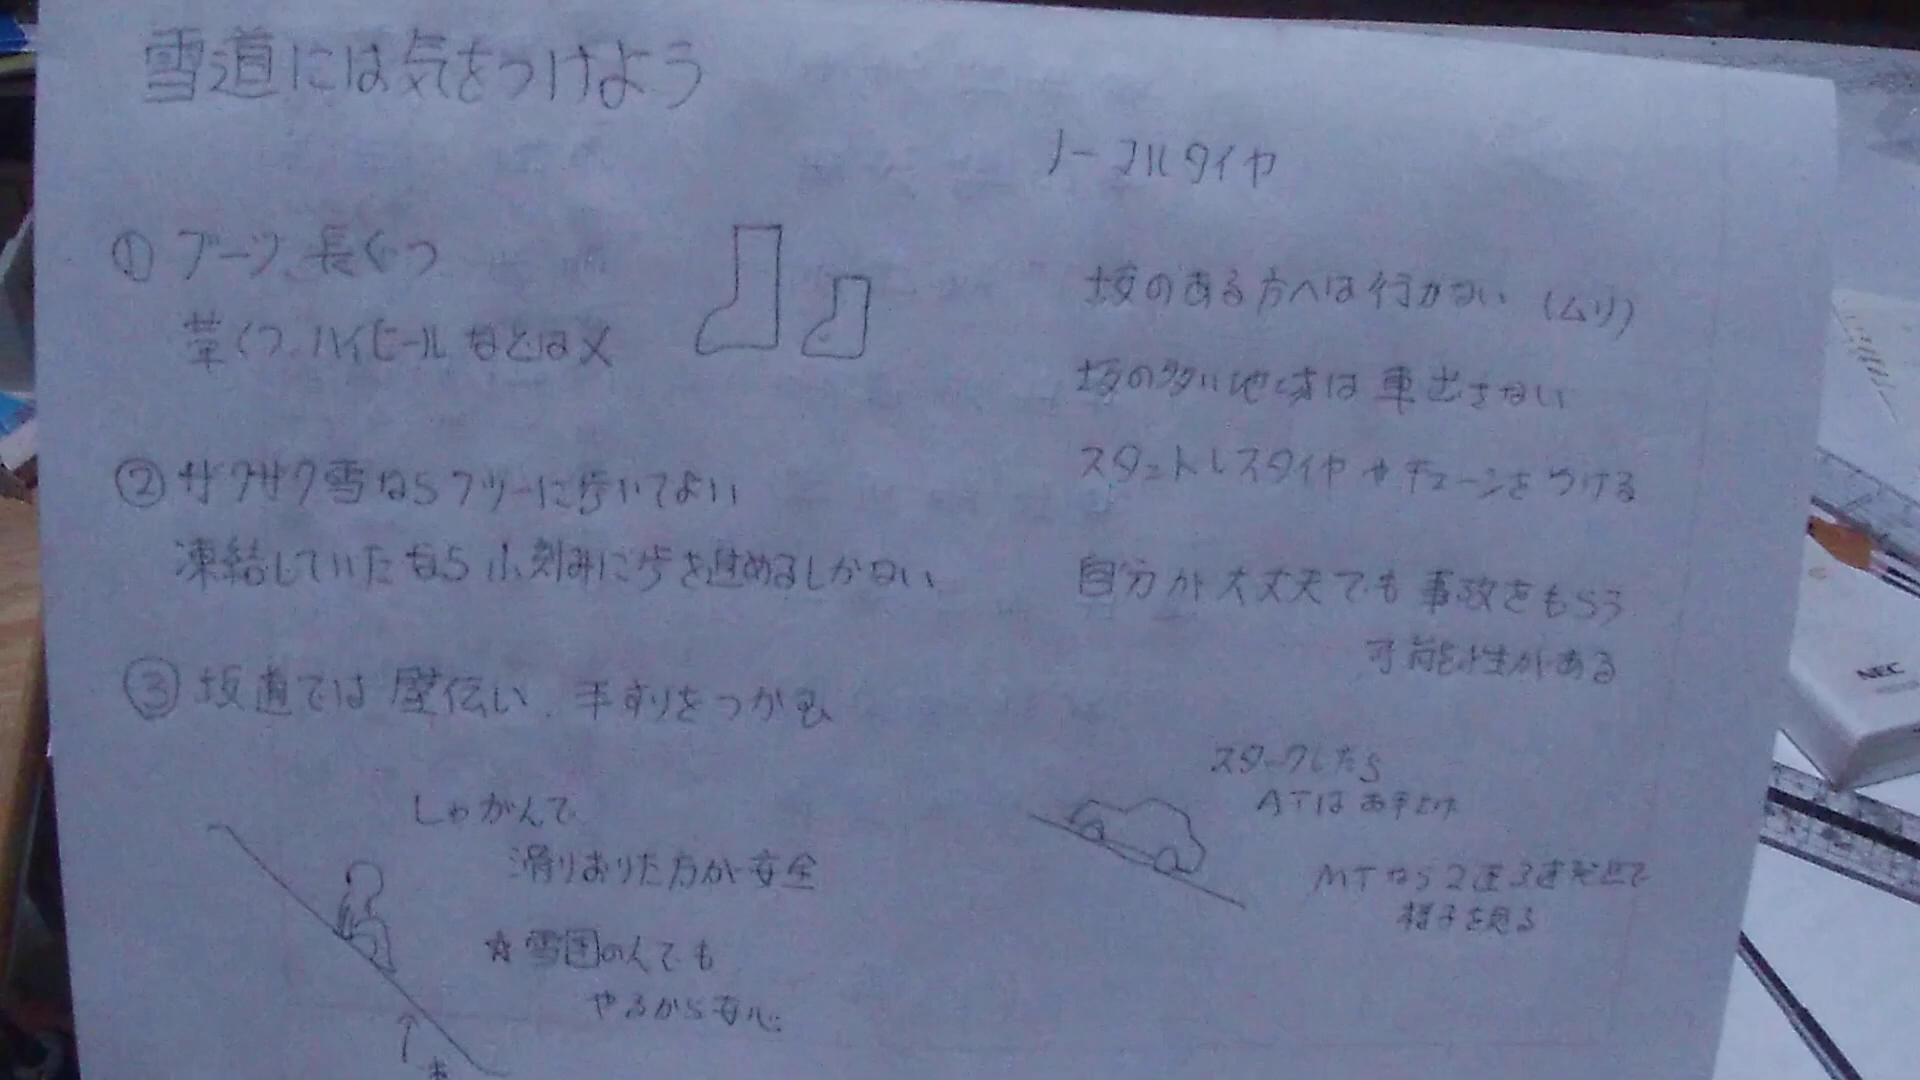 雪道には気をつけよう
① ブーツ、長ぐつ
革ぐつ、ハイヒールなどは✕
② ザクザク雪ならフツーに歩いてよい
凍結していたなら小刻みに歩を進めるしかない
③ 坂道では壁伝い、手すりをつかむ
しゃがんで
滑りおりた方が安全
☆雪国の人でも
やるから安心
ノーマルタイヤ
坂のある方へは行かない (ムリ)
坂の多い地域は車出さない
スタットレスタイヤ+チェーンをつける
自分が大丈夫でも事故をもらう
可能性がある
スタークしたら
ATはお手上げ
MTなら2速3速発進で
様子を見る
NEC